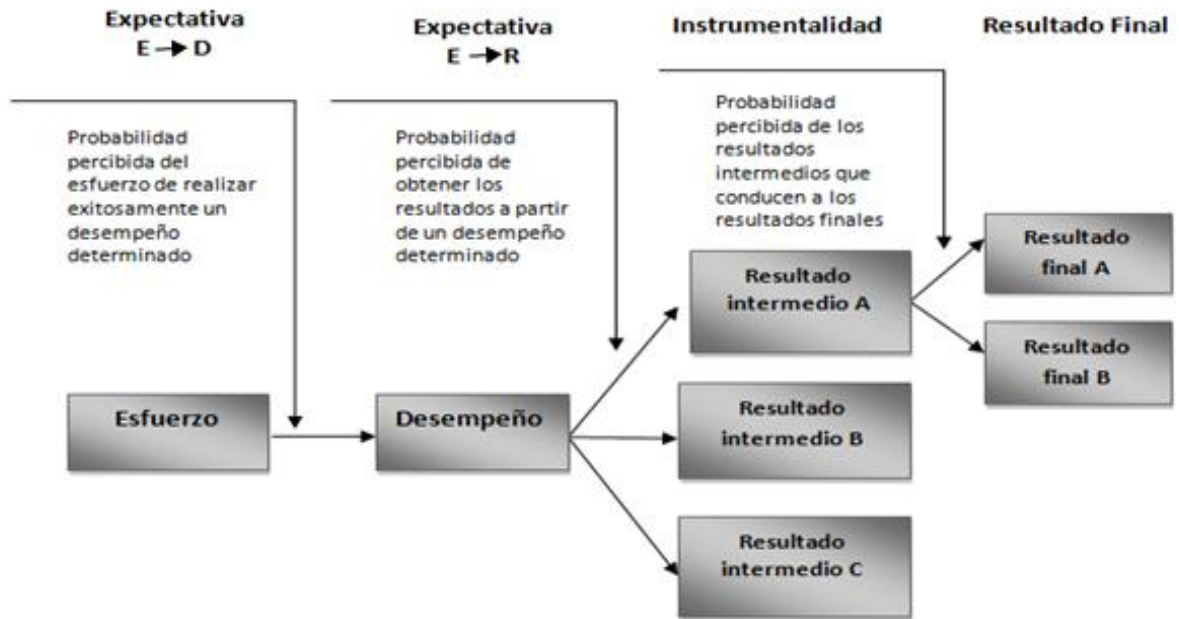 Expectativa
E → D
Expectativa
E → R
Instrumentalidad
Resultado Final
Probabilidad
percibida del
esfuerzo de realizar
exitosamente un
desempeño
determinado
Probabilidad
percibida de
obtener los
resultados a partir
de un desempeño
determinado
Probabilidad
percibida de los
resultados
intermedios que
conducen a los
resultados finales
Esfuerzo
Desempeño
Resultado
intermedio A
Resultado
intermedio B
Resultado
intermedio C
Resultado
final A
Resultado
final B